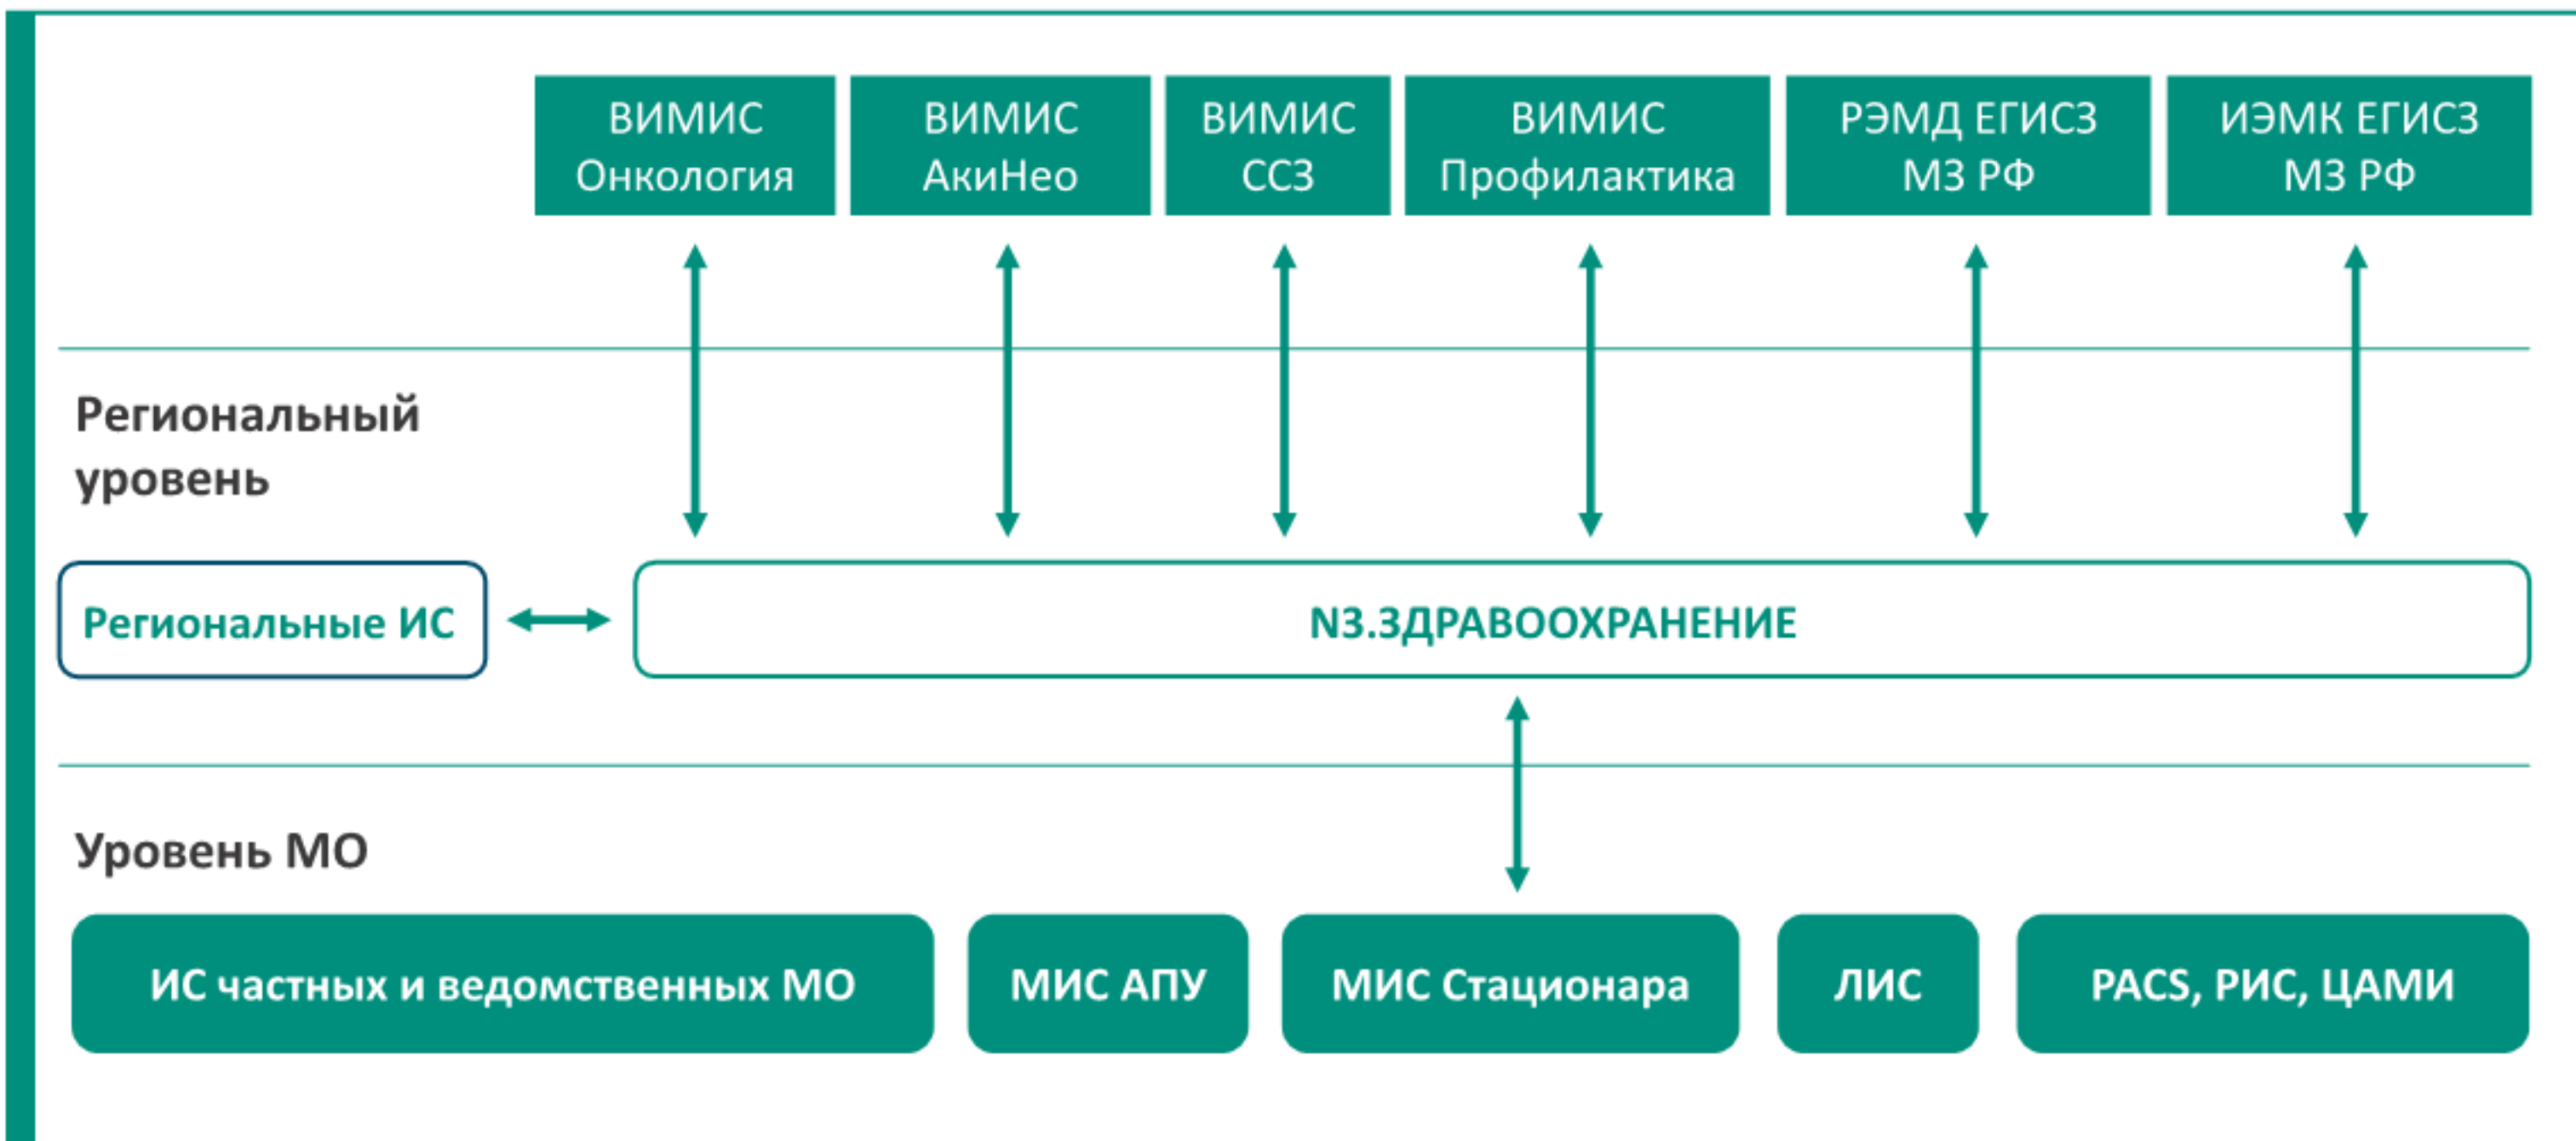 ВИМИС
Онкология
ВИМИС
АкиНео
ВИМИС
ССЗ
ВИМИС
Профилактика
РЭМД ЕГИСЗ
МЗ РФ
ИЭМК ЕГИСЗ
МЗ РФ
Региональный
уровень
Региональные ИС
N3.ЗДРАВООХРАНЕНИЕ
Уровень МО
ИС частных и ведомственных МО
МИС АПУ
МИС Стационара
ЛИС
PACS, РИС, ЦАМИ